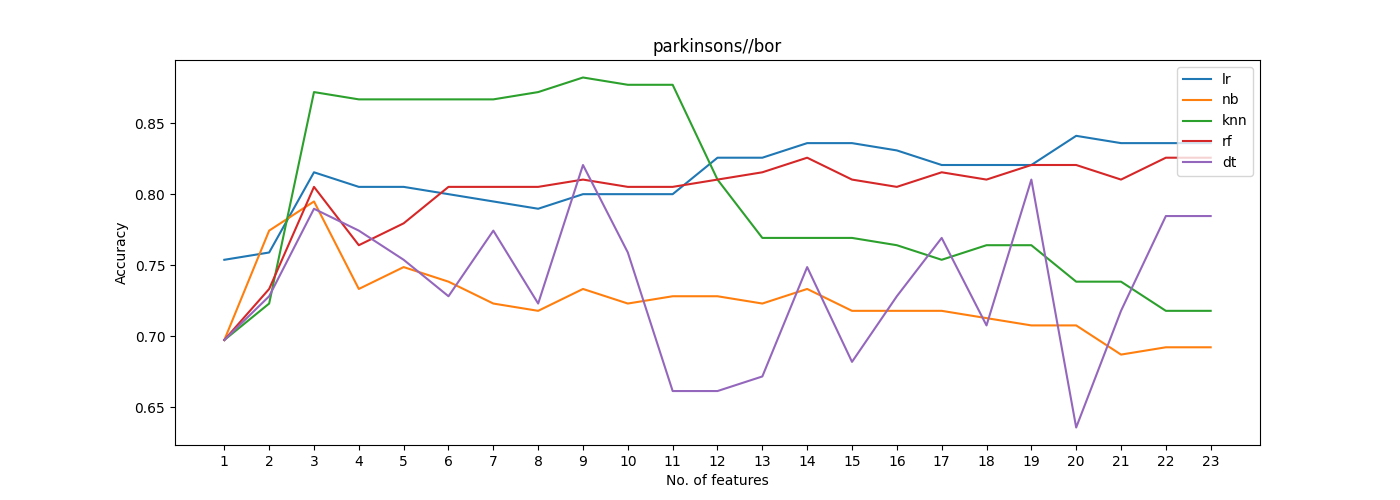 parkinsons//bor
lr
nb
knn
rf
dt
Accuracy
0.85
0.80
0.75
0.70
0.65
1 2 3 4 5 6 7 8 9 10 11 12 13 14 15 16 17 18 19 20 21 22 23
No. of features